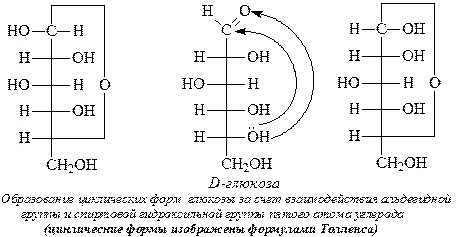 H O
HO C H C H C OH
H OH H OH H OH
HO H O HO H HO H O
H OH H OH H OH
H H ÖH H
CH2OH CH2OH CH2OH
D-глюкоза
Образование циклических форм глюкозы за счет взаимодействия альдегидной
группы и спиртовой гидроксильной группы пятого атома углерода
(циклические формы изображены формулами Толленса)